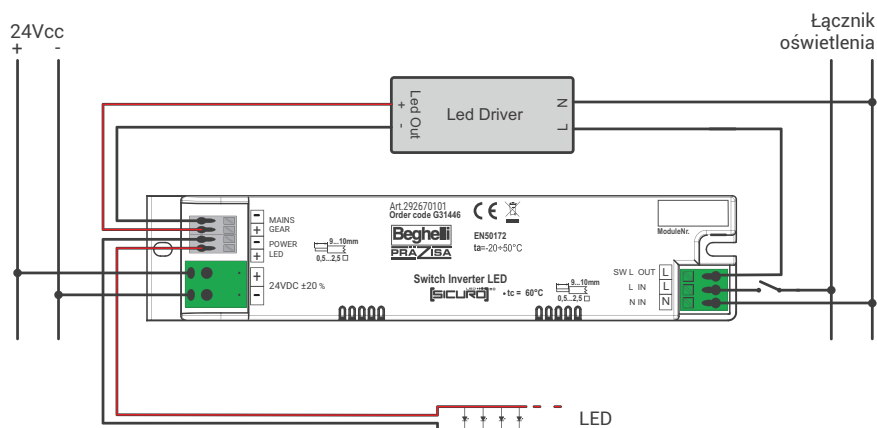 24Vcc
+ -
Łącznik
oświetlenia
+ Led Out -
Led Driver
N
L
Art.292670101
Order code G31446
CE
Beghelli
PRÄZISA
EN50172
ta=-20÷50°C
ModuleNr.
- MAINS
+ GEAR
- POWER
+ LED
9...10mm
0,5...2,5
+
24VDC ±20 %
-
Switch Inverter LED
SICURO
• tc = 60°C
9...10mm
0,5...2,5
SW L OUT L
L IN L
N IN N
LED